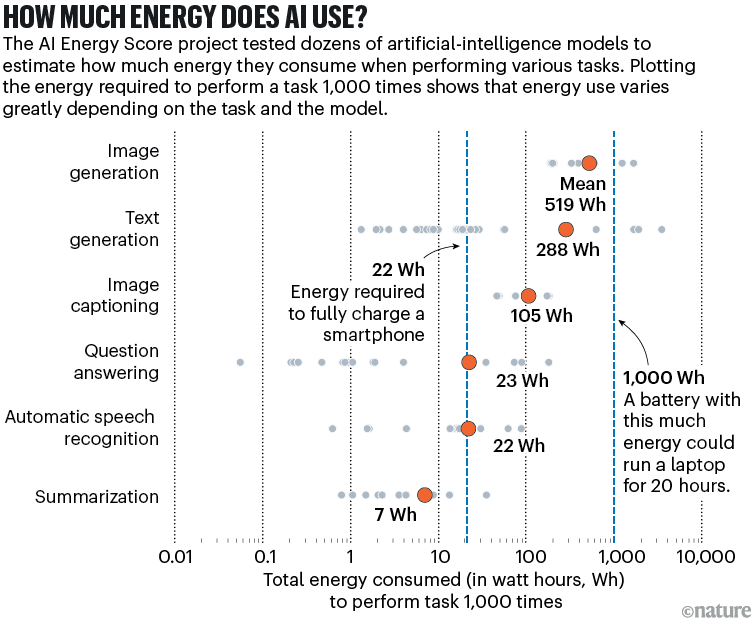 HOW MUCH ENERGY DOES AI USE?
The AI Energy Score project tested dozens of artificial-intelligence models to
estimate how much energy they consume when performing various tasks. Plotting
the energy required to perform a task 1,000 times shows that energy use varies
greatly depending on the task and the model.
Image
generation
Mean
519 Wh
Text
generation
288 Wh
22 Wh
Energy required
to fully charge a
smartphone
Image
captioning
105 Wh
Question
answering
23 Wh
1,000 Wh
A battery with
this much
energy could
run a laptop
for 20 hours.
Automatic speech
recognition
22 Wh
Summarization
7 Wh
0.01
0.1
1
10
100
1,000
10,000
Total energy consumed (in watt hours, Wh)
to perform task 1,000 times
©nature